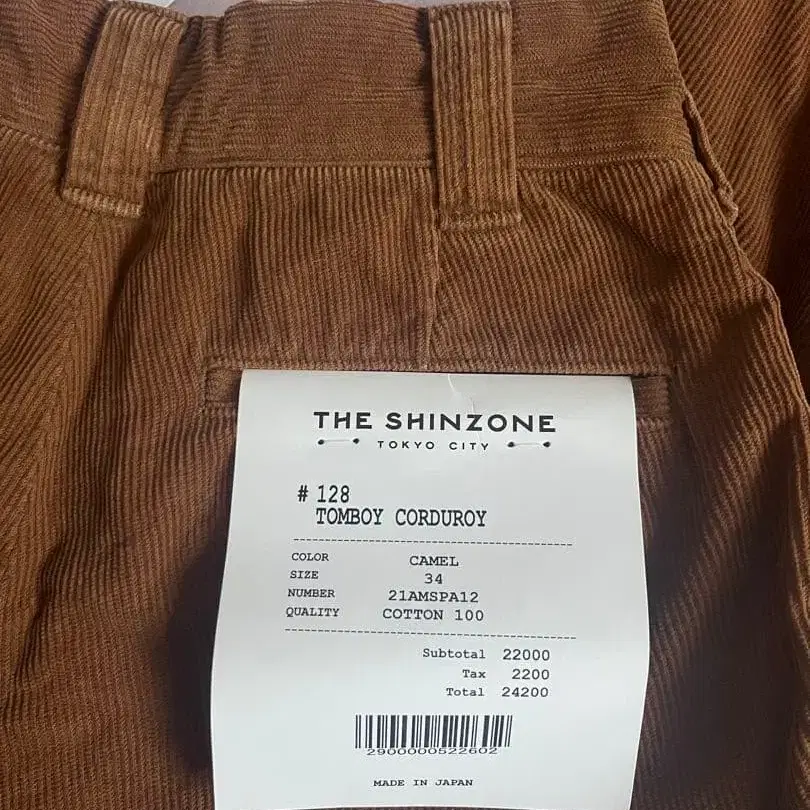 THE SHINZONE
TOKYO CITY
# 128
TOMBOY CORDUROY
COLOR CAMEL
SIZE 34
NUMBER 21AMSPA12
QUALITY COTTON 100
Subtotal 22000
Tax 2200
Total 24200
2900000522602
MADE IN JAPAN